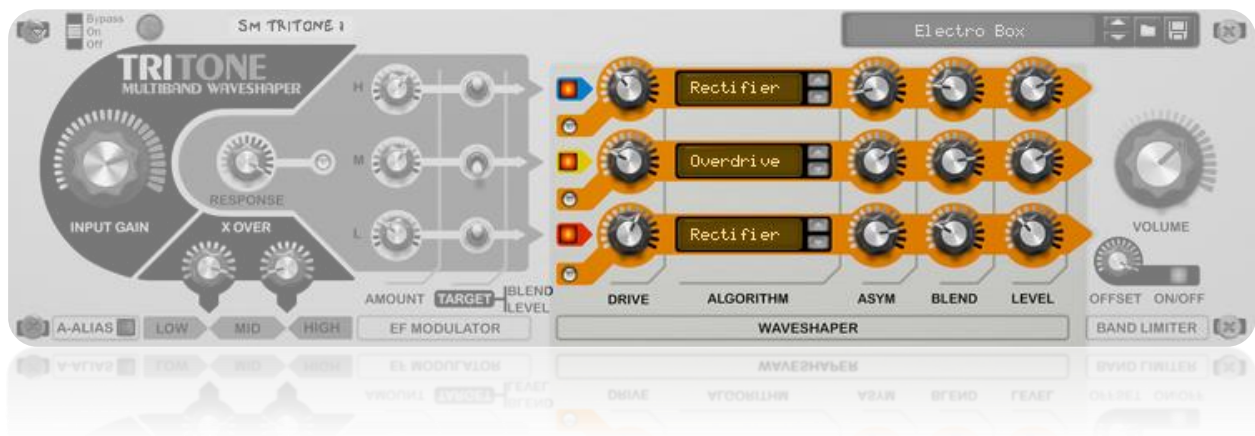 Bypass
On
Off
SM TRITONE 1
Electro Box
TRITONE
MULTIBAND WAVESHAPER
H
Rectifier
M
Overdrive
RESPONSE
INPUT GAIN
X OVER
L
Rectifier
VOLUME
AMOUNT
TARGET
BLEND
LEVEL
DRIVE
ALGORITHM
ASYM
BLEND
LEVEL
OFFSET
ON/OFF
A-ALIAS
LOW
MID
HIGH
EF MODULATOR
WAVESHAPER
BAND LIMITER